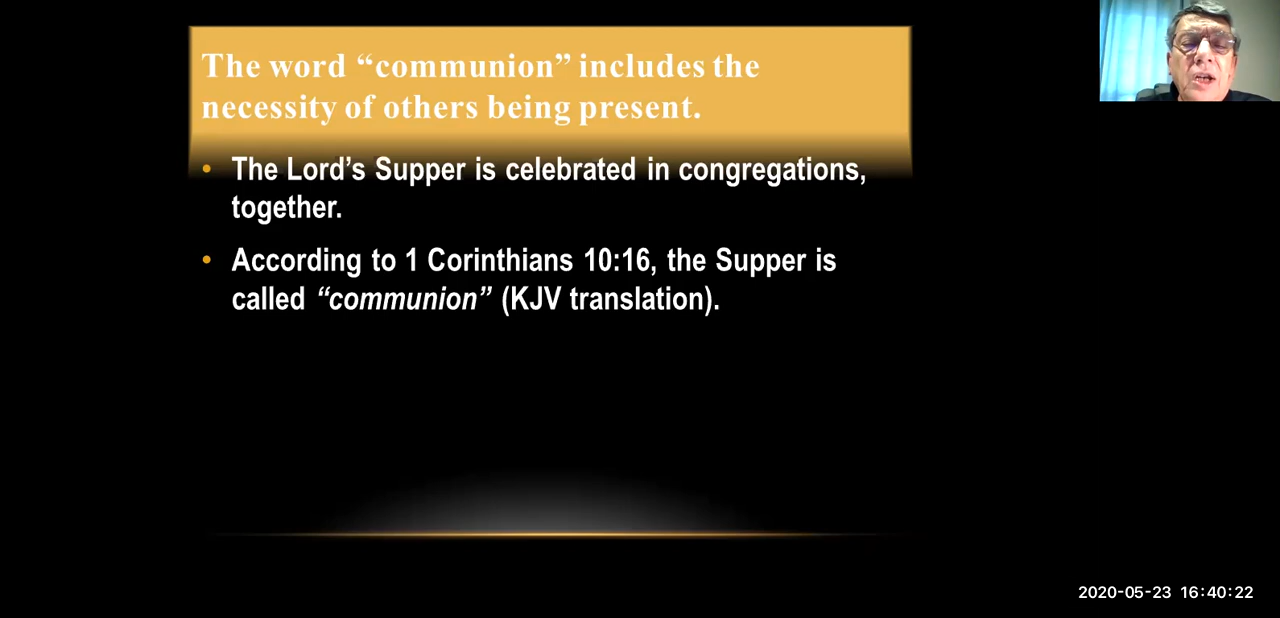 The word “communion” includes the
necessity of others being present.
• The Lord’s Supper is celebrated in congregations,
together.
• According to 1 Corinthians 10:16, the Supper is
called “communion” (KJV translation).
2020-05-23 16:40:22